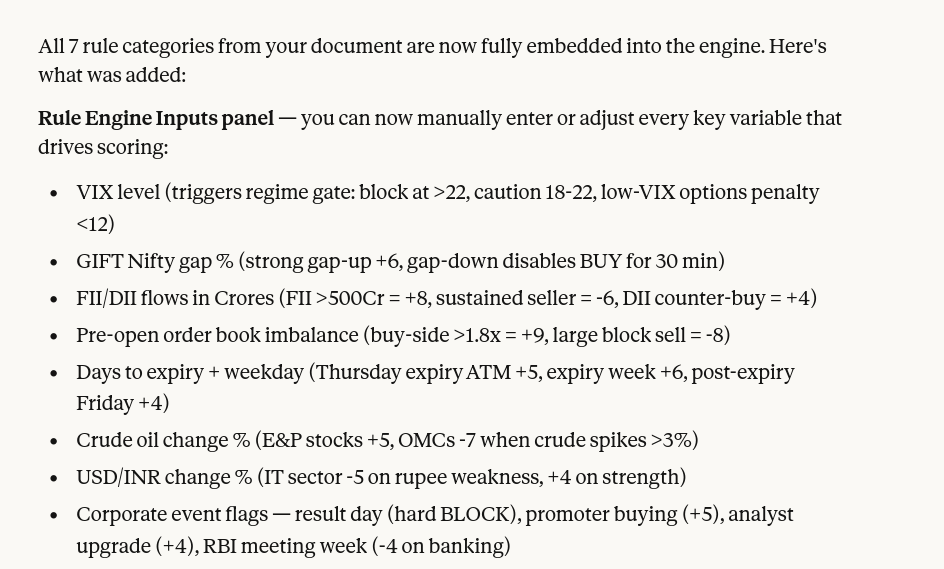 All 7 rule categories from your document are now fully embedded into the engine. Here's
what was added:
Rule Engine Inputs panel — you can now manually enter or adjust every key variable that
drives scoring:
• VIX level (triggers regime gate: block at >22, caution 18-22, low-VIX options penalty
<12)
• GIFT Nifty gap % (strong gap-up +6, gap-down disables BUY for 30 min)
• FII/DII flows in Crores (FII >500Cr = +8, sustained seller = -6, DII counter-buy = +4)
• Pre-open order book imbalance (buy-side >1.8x = +9, large block sell = -8)
• Days to expiry + weekday (Thursday expiry ATM +5, expiry week +6, post-expiry
Friday +4)
• Crude oil change % (E&P stocks +5, OMCs -7 when crude spikes >3%)
• USD/INR change % (IT sector -5 on rupee weakness, +4 on strength)
• Corporate event flags — result day (hard BLOCK), promoter buying (+5), analyst
upgrade (+4), RBI meeting week (-4 on banking)